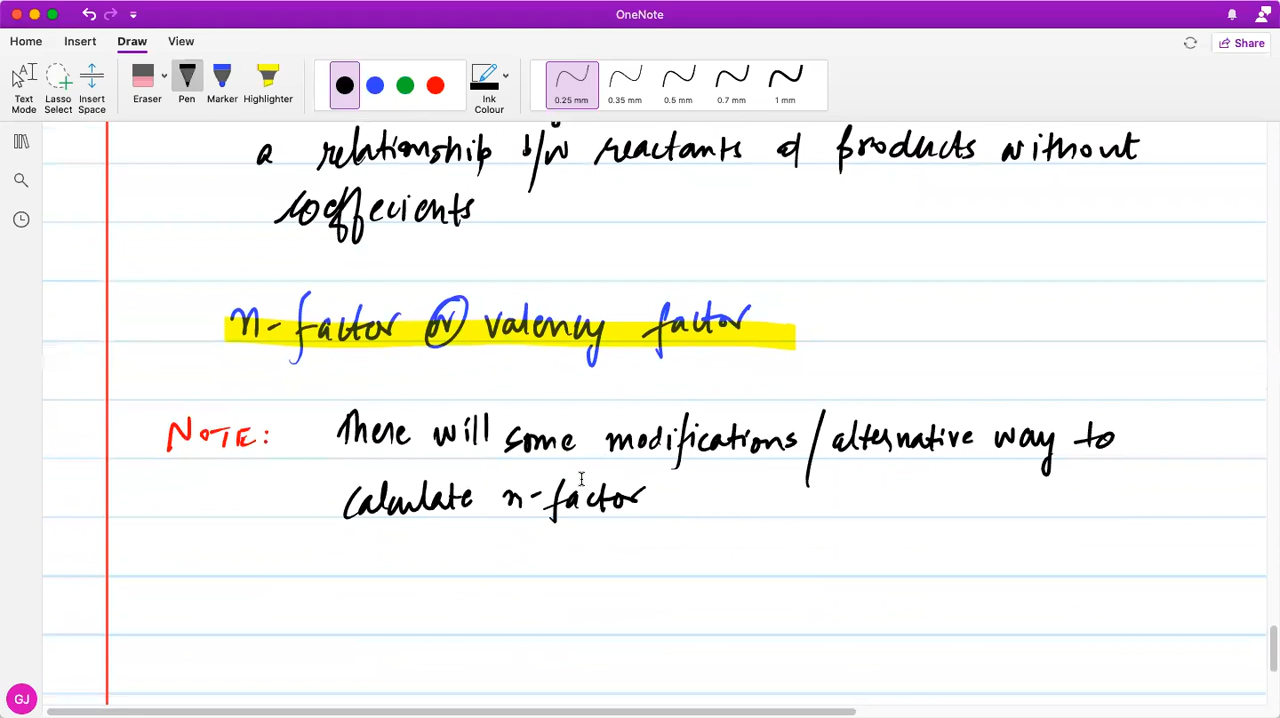 OneNote
Home Insert Draw View
Share
Text Mode
Lasso Select
Insert Space
Eraser
Pen
Marker
Highlighter
Ink Colour
0.25 mm
0.35 mm
0.5 mm
0.7 mm
1 mm
a relationship b/w reactants & products without
coeffecients
n-factor or valency factor
NOTE: There will some modifications/alternative way to
calculate n-factor
GJ